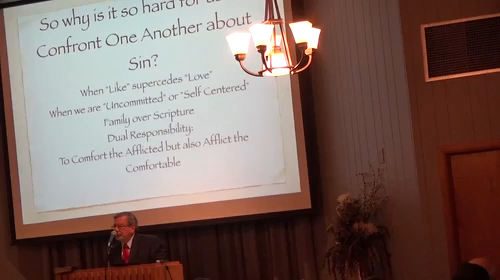 So why is it so hard for us
Confront One Another about
Sin?
When "Like" supercedes "Love"
When we are "Uncommitted" or "Self Centered"
Family over Scripture
Dual Responsibility:
To Comfort the Afflicted but also Afflict the
Comfortable